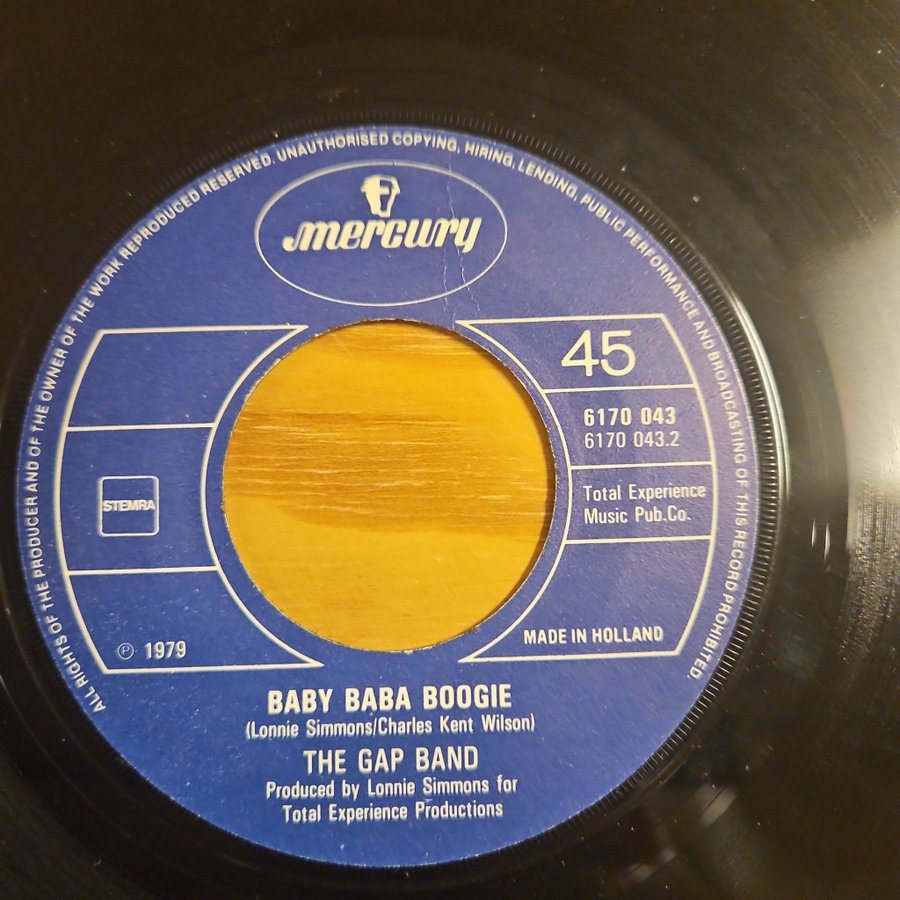 ALL RIGHTS OF THE PRODUCER AND OF THE OWNER OF THE WORK REPRODUCED RESERVED. UNAUTHORISED COPYING, HIRING, LENDING, PUBLIC PERFORMANCE AND BROADCASTING OF THIS RECORD PROHIBITED.
mercury
45
6170 043
6170 043.2
STEMRA
Total Experience
Music Pub.Co.
℗ 1979
MADE IN HOLLAND
BABY BABA BOOGIE
(Lonnie Simmons/Charles Kent Wilson)
THE GAP BAND
Produced by Lonnie Simmons for
Total Experience Productions